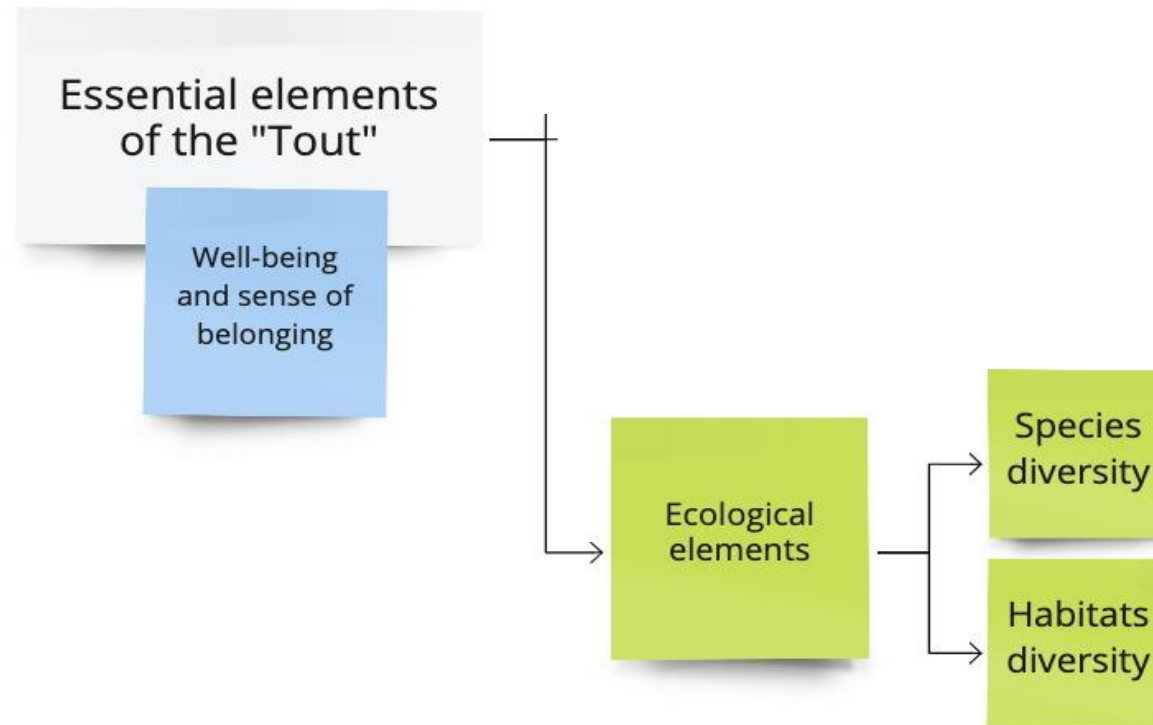 Essential elements
of the "Tout"
Well-being
and sense of
belonging
Ecological
elements
Species
diversity
Habitats
diversity